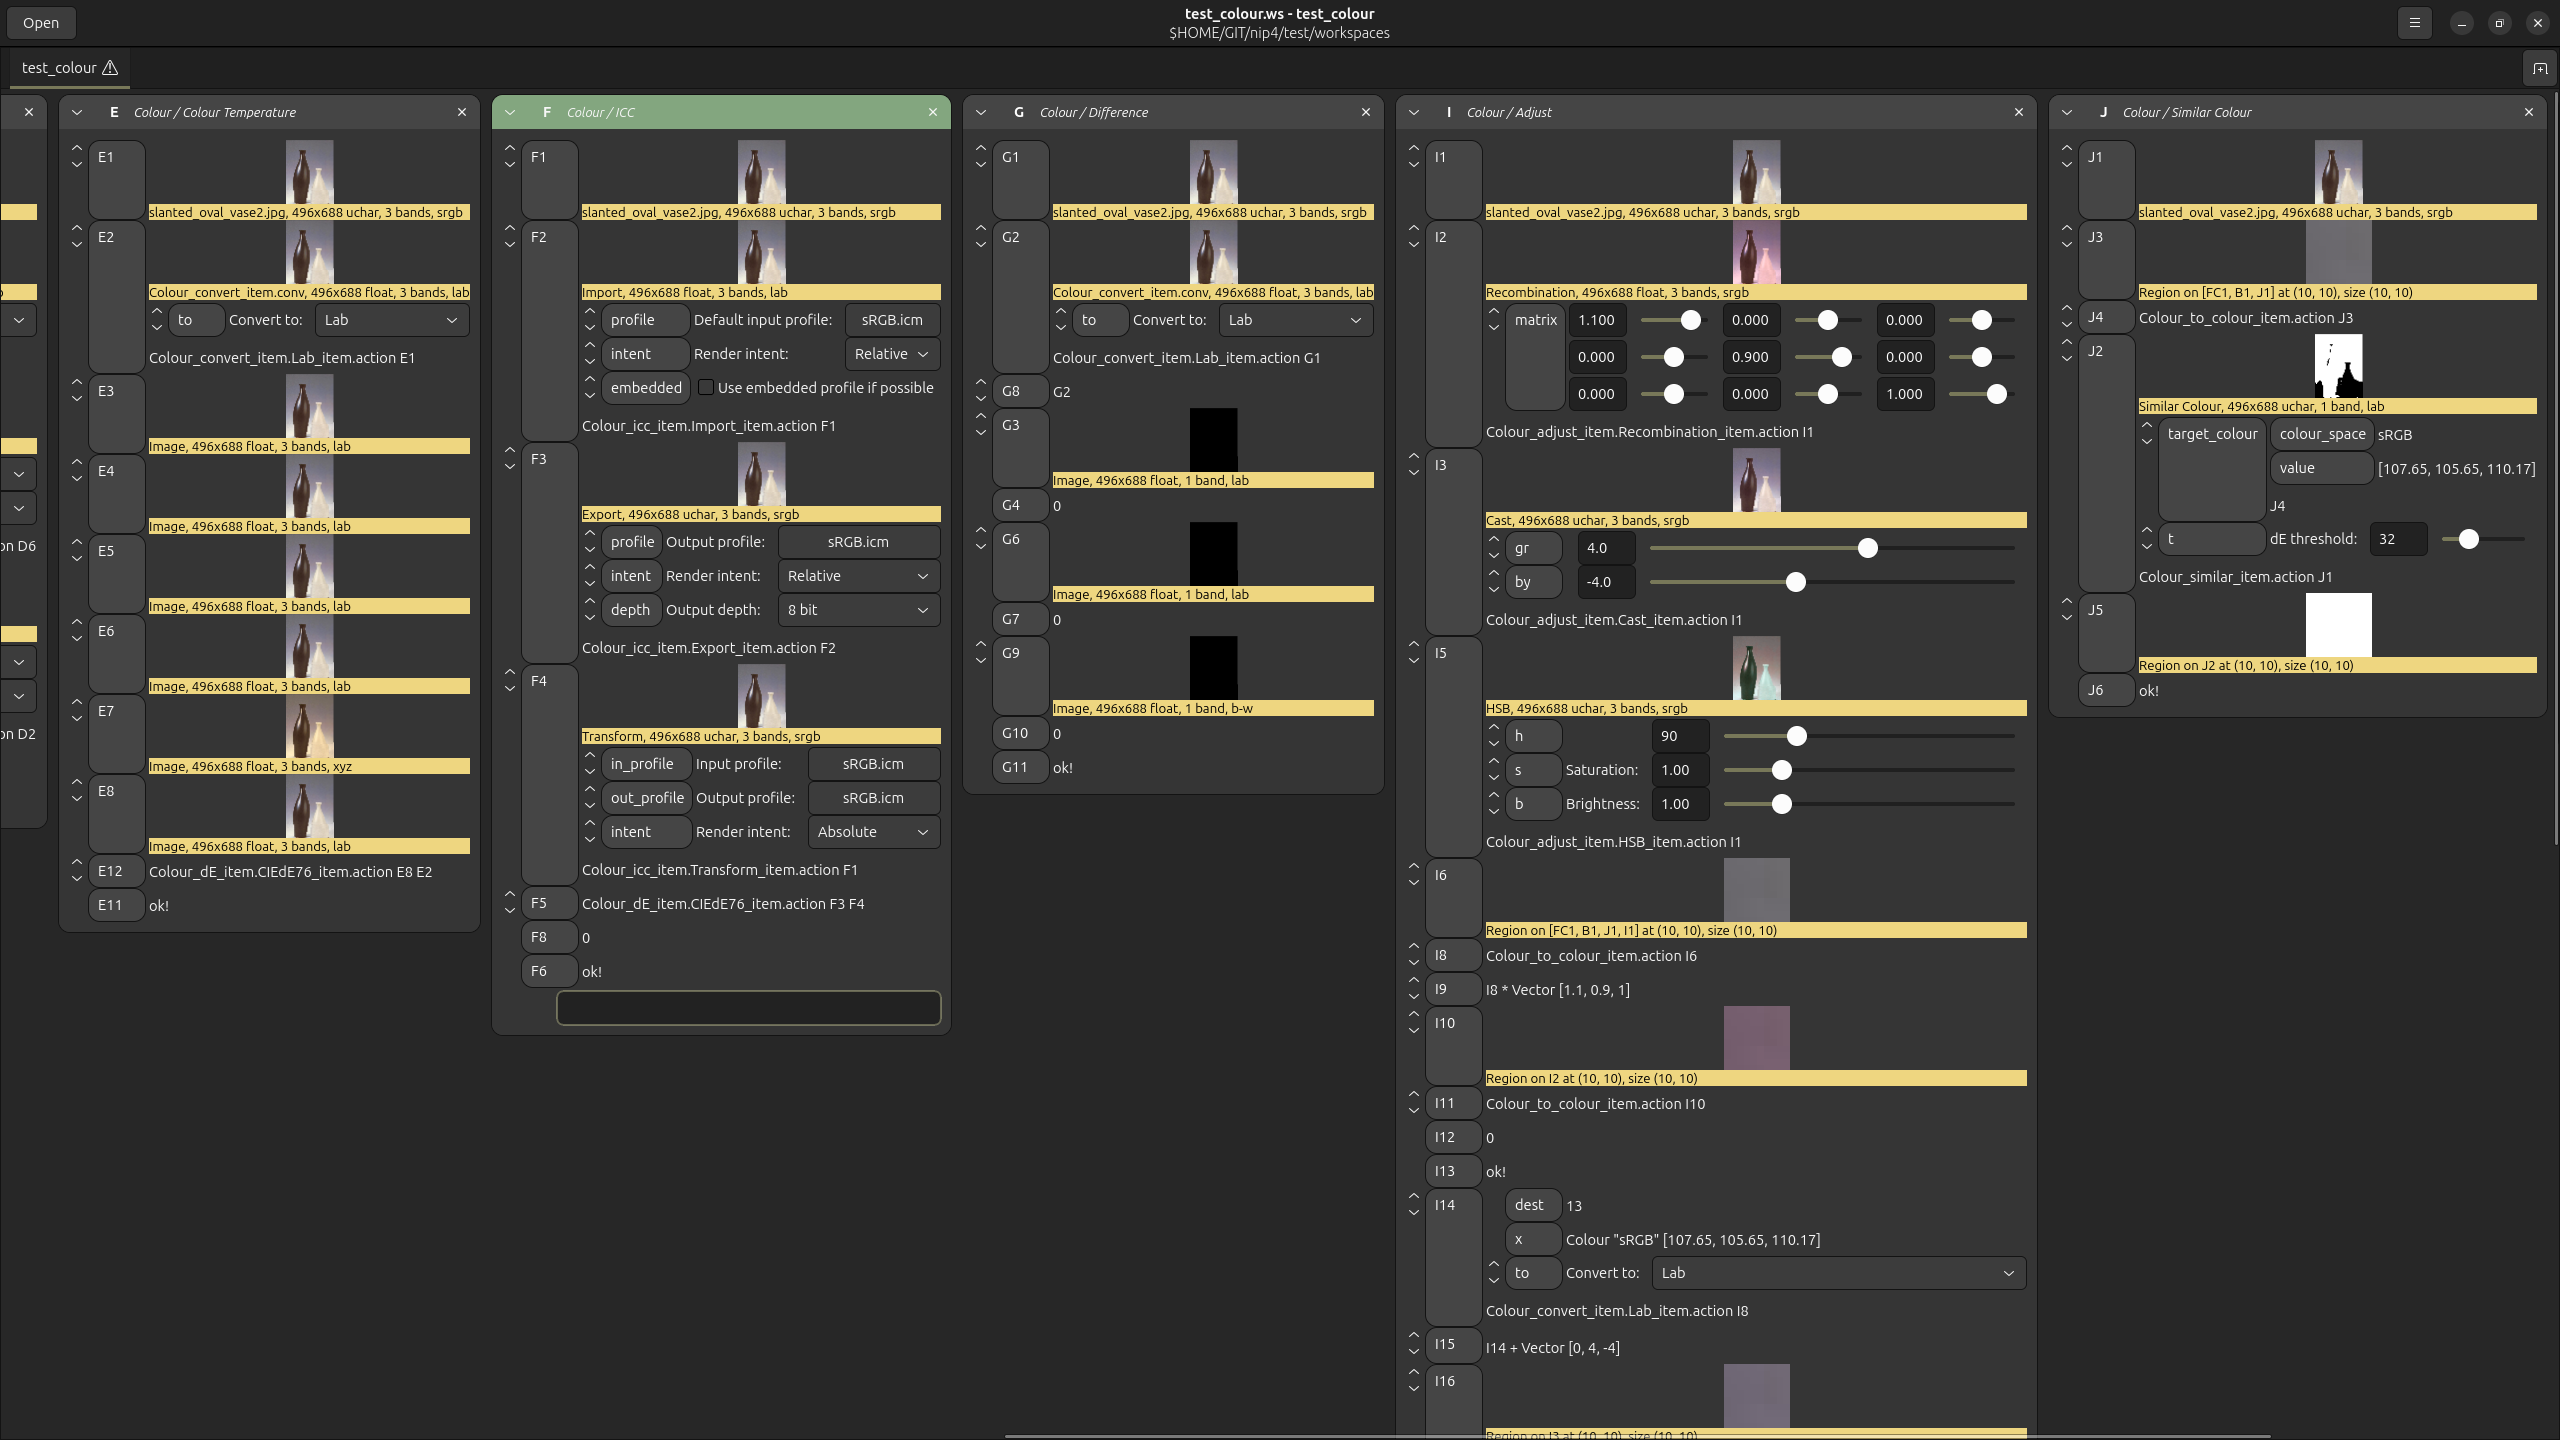 Open
test_colour.ws - test_colour
$HOME/GIT/nip4/test/workspaces
test_colour
on D6
on D2
E Colour / Colour Temperature
E1
slanted_oval_vase2.jpg, 496x688 uchar, 3 bands, srgb
E2
Colour_convert_item.conv, 496x688 float, 3 bands, lab
to Convert to: Lab
Colour_convert_item.Lab_item.action E1
E3
Image, 496x688 float, 3 bands, lab
E4
Image, 496x688 float, 3 bands, lab
E5
Image, 496x688 float, 3 bands, lab
E6
Image, 496x688 float, 3 bands, lab
E7
Image, 496x688 float, 3 bands, xyz
E8
Image, 496x688 float, 3 bands, lab
E12 Colour_dE_item.CIEdE76_item.action E8 E2
E11 ok!
F Colour / ICC
F1
slanted_oval_vase2.jpg, 496x688 uchar, 3 bands, srgb
F2
Import, 496x688 float, 3 bands, lab
profile Default input profile: sRGB.icm
intent Render intent: Relative
embedded Use embedded profile if possible
Colour_icc_item.Import_item.action F1
F3
Export, 496x688 uchar, 3 bands, srgb
profile Output profile: sRGB.icm
intent Render intent: Relative
depth Output depth: 8 bit
Colour_icc_item.Export_item.action F2
F4
Transform, 496x688 uchar, 3 bands, srgb
in_profile Input profile: sRGB.icm
out_profile Output profile: sRGB.icm
intent Render intent: Absolute
Colour_icc_item.Transform_item.action F1
F5 Colour_dE_item.CIEdE76_item.action F3 F4
F8 0
F6 ok!
G Colour / Difference
G1
slanted_oval_vase2.jpg, 496x688 uchar, 3 bands, srgb
G2
Colour_convert_item.conv, 496x688 float, 3 bands, lab
to Convert to: Lab
Colour_convert_item.Lab_item.action G1
G8 G2
G3
Image, 496x688 float, 1 band, lab
G4 0
G6
Image, 496x688 float, 1 band, lab
G7 0
G9
Image, 496x688 float, 1 band, b-w
G10 0
G11 ok!
I Colour / Adjust
I1
slanted_oval_vase2.jpg, 496x688 uchar, 3 bands, srgb
I2
Recombination, 496x688 float, 3 bands, srgb
matrix 1.100 0.000 0.000
0.000 0.900 0.000
0.000 0.000 1.000
Colour_adjust_item.Recombination_item.action I1
I3
Cast, 496x688 uchar, 3 bands, srgb
gr 4.0
by -4.0
Colour_adjust_item.Cast_item.action I1
I5
HSB, 496x688 uchar, 3 bands, srgb
h 90
s Saturation: 1.00
b Brightness: 1.00
Colour_adjust_item.HSB_item.action I1
I6
Region on [FC1, B1, J1, I1] at (10, 10), size (10, 10)
I8 Colour_to_colour_item.action I6
I9 I8 * Vector [1.1, 0.9, 1]
I10
Region on I2 at (10, 10), size (10, 10)
I11 Colour_to_colour_item.action I10
I12 0
I13 ok!
I14 dest 13
x Colour "sRGB" [107.65, 105.65, 110.17]
to Convert to: Lab
Colour_convert_item.Lab_item.action I8
I15 I14 + Vector [0, 4, -4]
I16
Region on I3 at (10, 10), size (10, 10)
J Colour / Similar Colour
J1
slanted_oval_vase2.jpg, 496x688 uchar, 3 bands, srgb
J3
Region on [FC1, B1, J1] at (10, 10), size (10, 10)
J4 Colour_to_colour_item.action J3
J2
Similar Colour, 496x688 uchar, 1 band, lab
target_colour colour_space sRGB
value [107.65, 105.65, 110.17]
J4
t dE threshold: 32
Colour_similar_item.action J1
J5
Region on J2 at (10, 10), size (10, 10)
J6 ok!